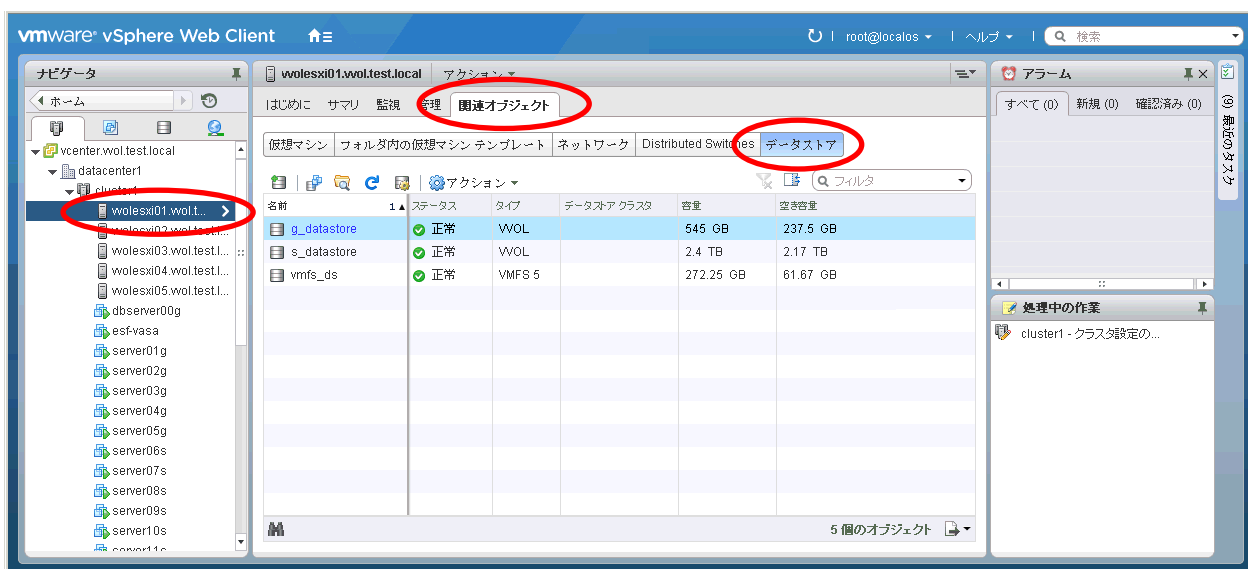 vmware® vSphere Web Client
root@localos
ヘルプ
検索
ナビゲータ
ホーム
vcenter.vvol.test.local
datacenter1
cluster1
wolesxi01.vvol.t...
wolesxi02.vvol.test.l...
wolesxi03.vvol.test.l...
wolesxi04.vvol.test.l...
wolesxi05.vvol.test.l...
dbserver00g
esf-vasa
server01g
server02g
server03g
server04g
server05g
server06s
server07s
server08s
server09s
server10s
server11s
wolesxi01.vvol.test.local アクション
はじめに サマリ 監視 管理 関連オブジェクト
仮想マシン フォルダ内の仮想マシン テンプレート ネットワーク Distributed Switches データストア
アクション フィルタ
名前 1▲ ステータス タイプ データストア クラスタ 容量 空き容量
g_datastore 正常 VVOL 545 GB 237.5 GB
s_datastore 正常 VVOL 2.4 TB 2.17 TB
vmfs_ds 正常 VMFS 5 272.25 GB 61.67 GB
5 個のオブジェクト
アラーム
すべて (0) 新規 (0) 確認済み (0)
処理中の作業
cluster1 - クラスタ設定の...
(9) 最近のタスク